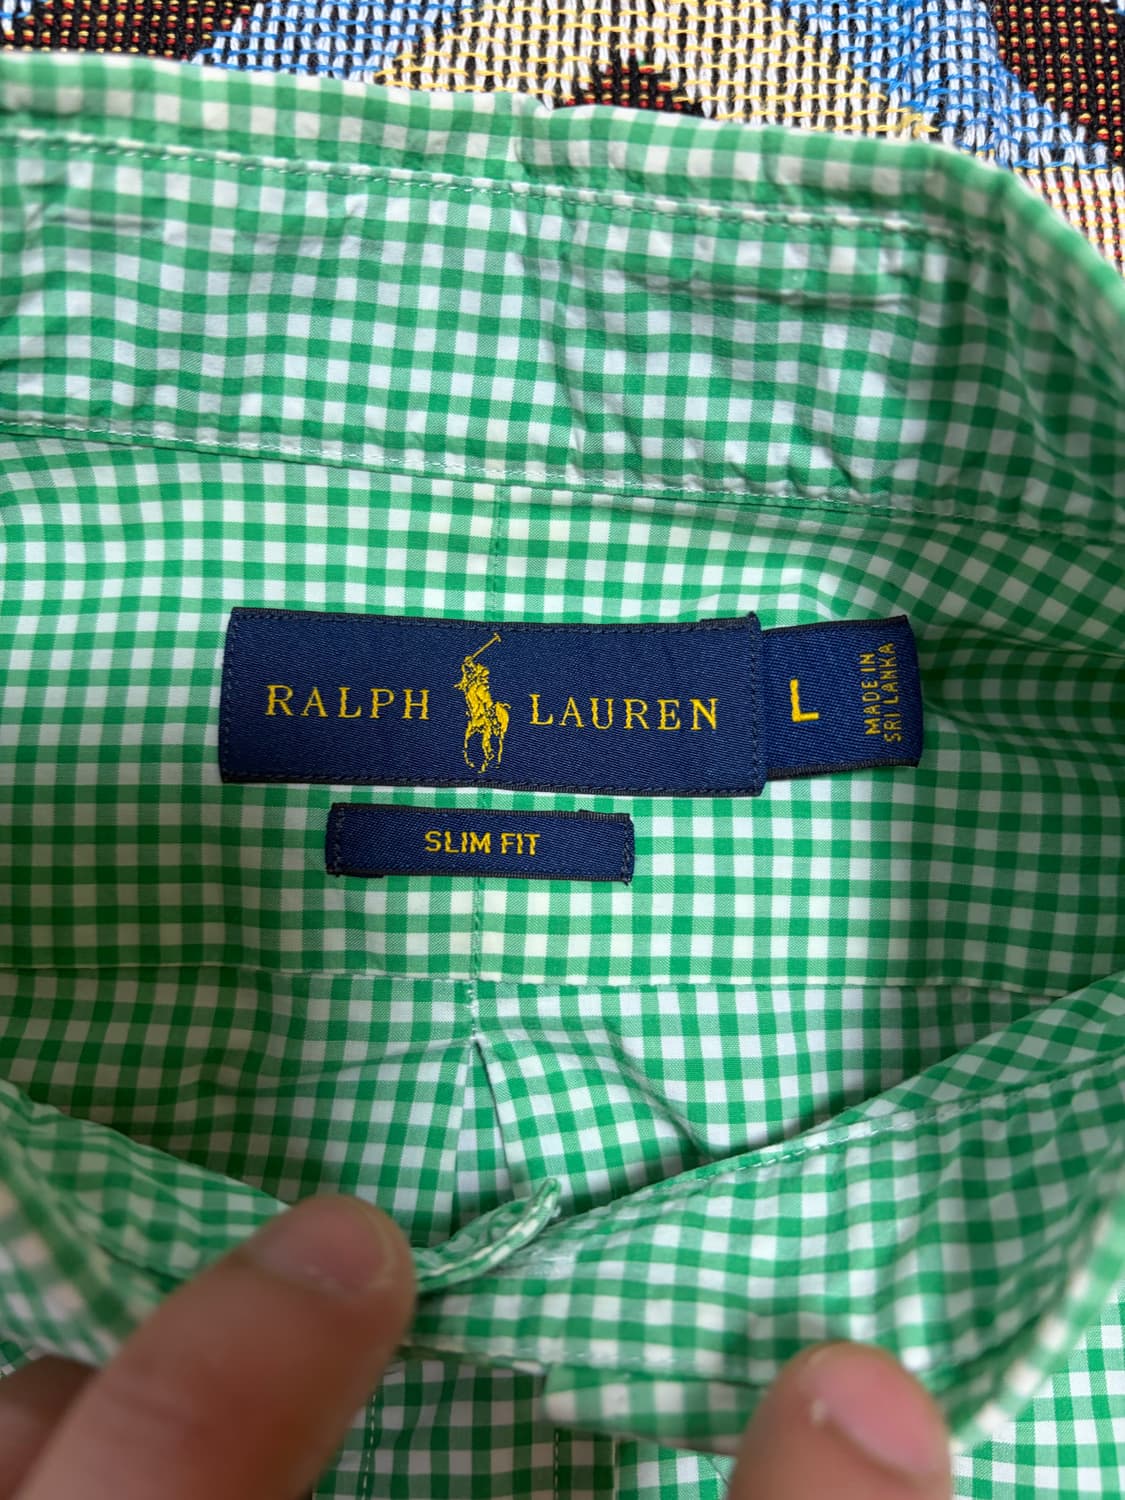 RALPH LAUREN
L
MADE IN
SRI LANKA
SLIM FIT